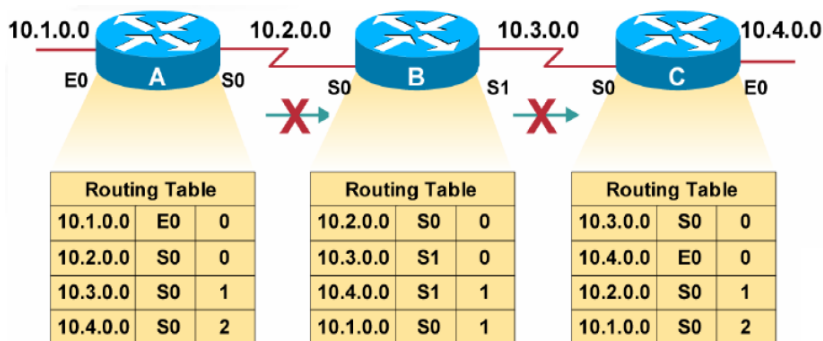 10.1.0.0 10.2.0.0 10.3.0.0 10.4.0.0
A B C
E0 S0 S0 S1 S0 E0
X X
Routing Table
10.1.0.0 E0 0
10.2.0.0 S0 0
10.3.0.0 S0 1
10.4.0.0 S0 2
Routing Table
10.2.0.0 S0 0
10.3.0.0 S1 0
10.4.0.0 S1 1
10.1.0.0 S0 1
Routing Table
10.3.0.0 S0 0
10.4.0.0 E0 0
10.2.0.0 S0 1
10.1.0.0 S0 2